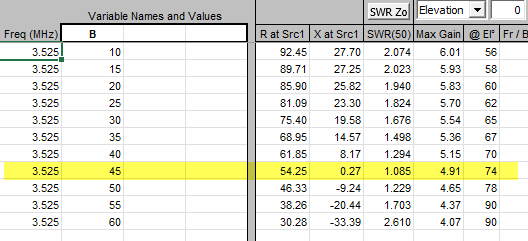 SWR Zo Elevation 0
Variable Names and Values
Freq (MHz) B R at Src1 X at Src1 SWR(50) Max Gain @ El° Fr / B
3.525 10 92.45 27.70 2.074 6.01 56
3.525 15 89.71 27.25 2.023 5.93 58
3.525 20 85.90 25.82 1.940 5.83 60
3.525 25 81.09 23.30 1.824 5.70 62
3.525 30 75.40 19.58 1.676 5.54 65
3.525 35 68.95 14.57 1.498 5.36 67
3.525 40 61.85 8.17 1.294 5.15 70
3.525 45 54.25 0.27 1.085 4.91 74
3.525 50 46.33 -9.24 1.229 4.65 78
3.525 55 38.26 -20.44 1.703 4.37 90
3.525 60 30.28 -33.39 2.610 4.07 90